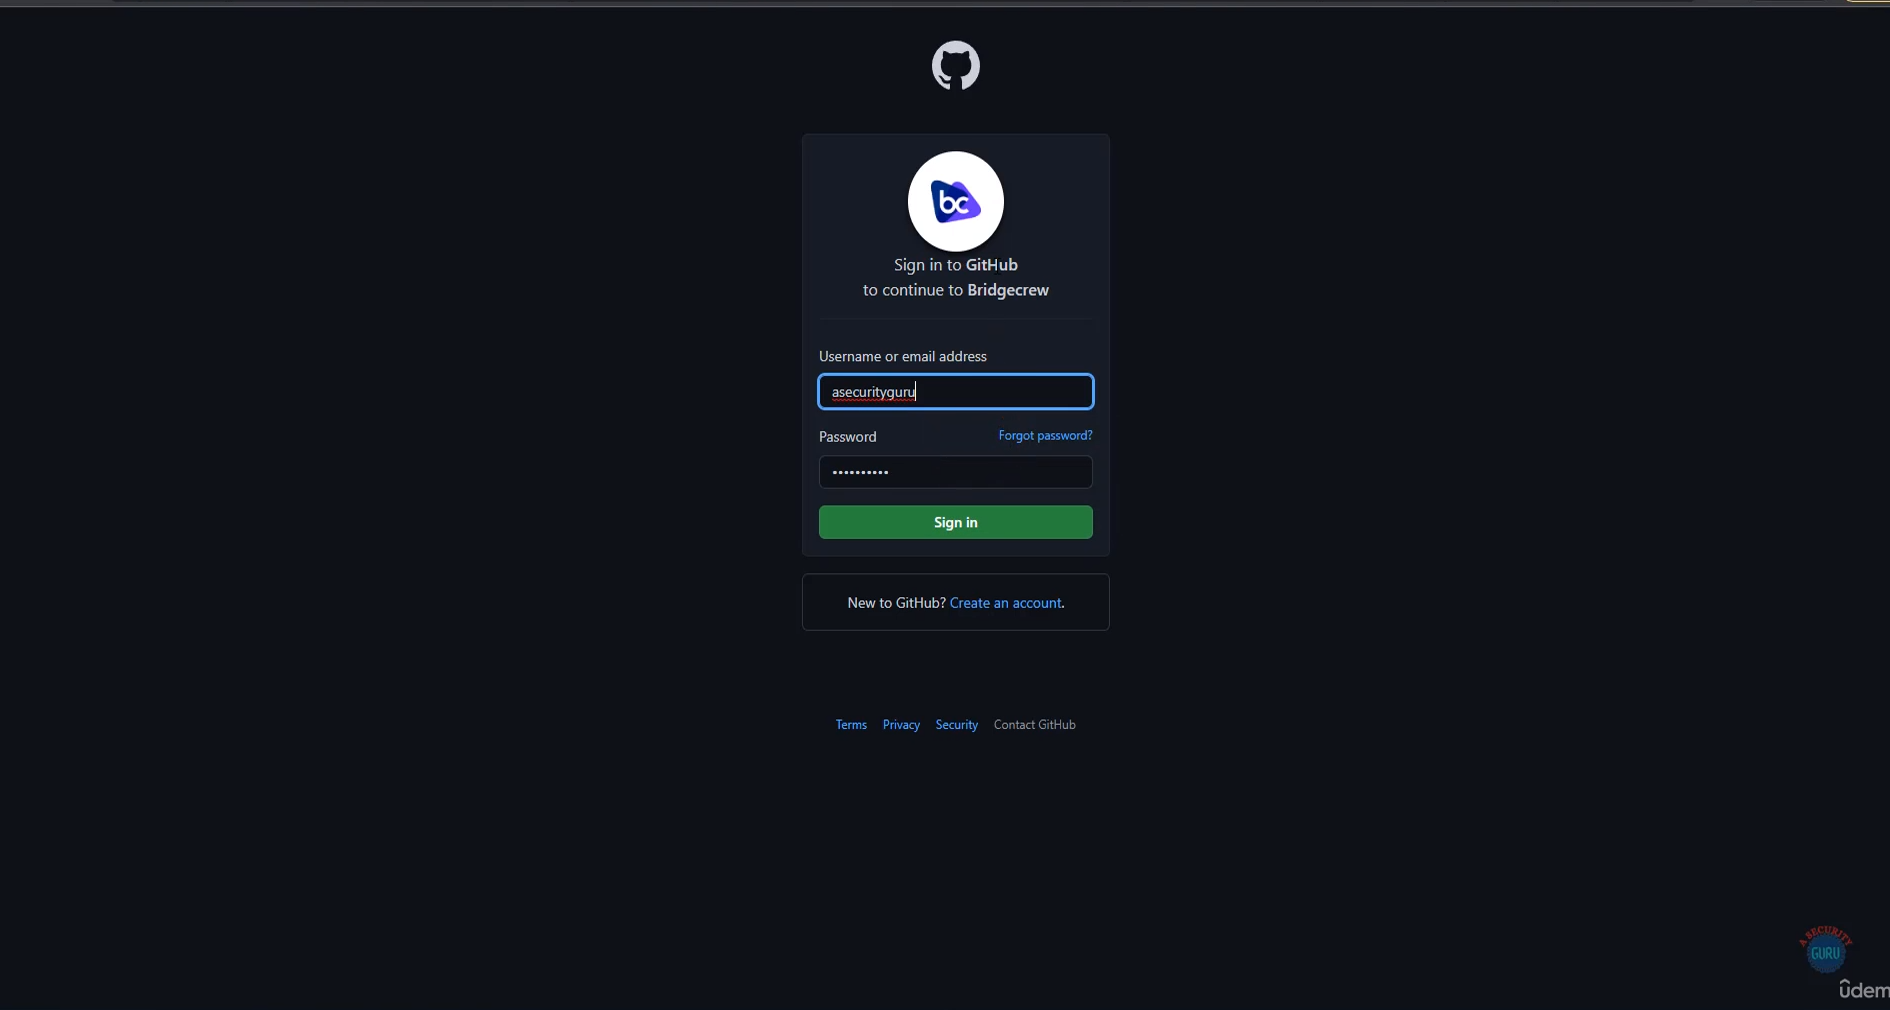 bc
Sign in to GitHub
to continue to Bridgecrew
Username or email address
asecurityguru
Password
Forgot password?
••••••••••
Sign in
New to GitHub? Create an account.
Terms
Privacy
Security
Contact GitHub
A SECURITY
GURU
ûdem